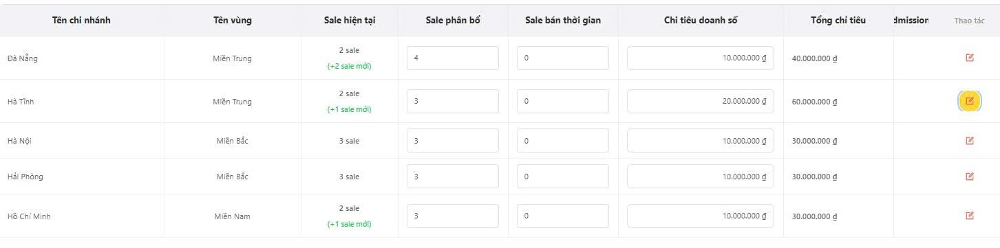 Tên chi nhánh Tên vùng Sale hiện tại Sale phân bổ Sale bán thời gian Chi tiêu doanh số Tổng chỉ tiêu dmission Thao tác
Đà Nẵng Miền Trung 2 sale 4 0 10.000.000 ₫ 40.000.000 ₫
(+2 sale mới)
Hà Tĩnh Miền Trung 2 sale 3 0 20.000.000 ₫ 60.000.000 ₫
(+1 sale mới)
Hà Nội Miền Bắc 3 sale 3 0 10.000.000 ₫ 30.000.000 ₫
Hải Phòng Miền Bắc 3 sale 3 0 10.000.000 ₫ 30.000.000 ₫
Hồ Chí Minh Miền Nam 2 sale 3 0 10.000.000 ₫ 30.000.000 ₫
(+1 sale mới)